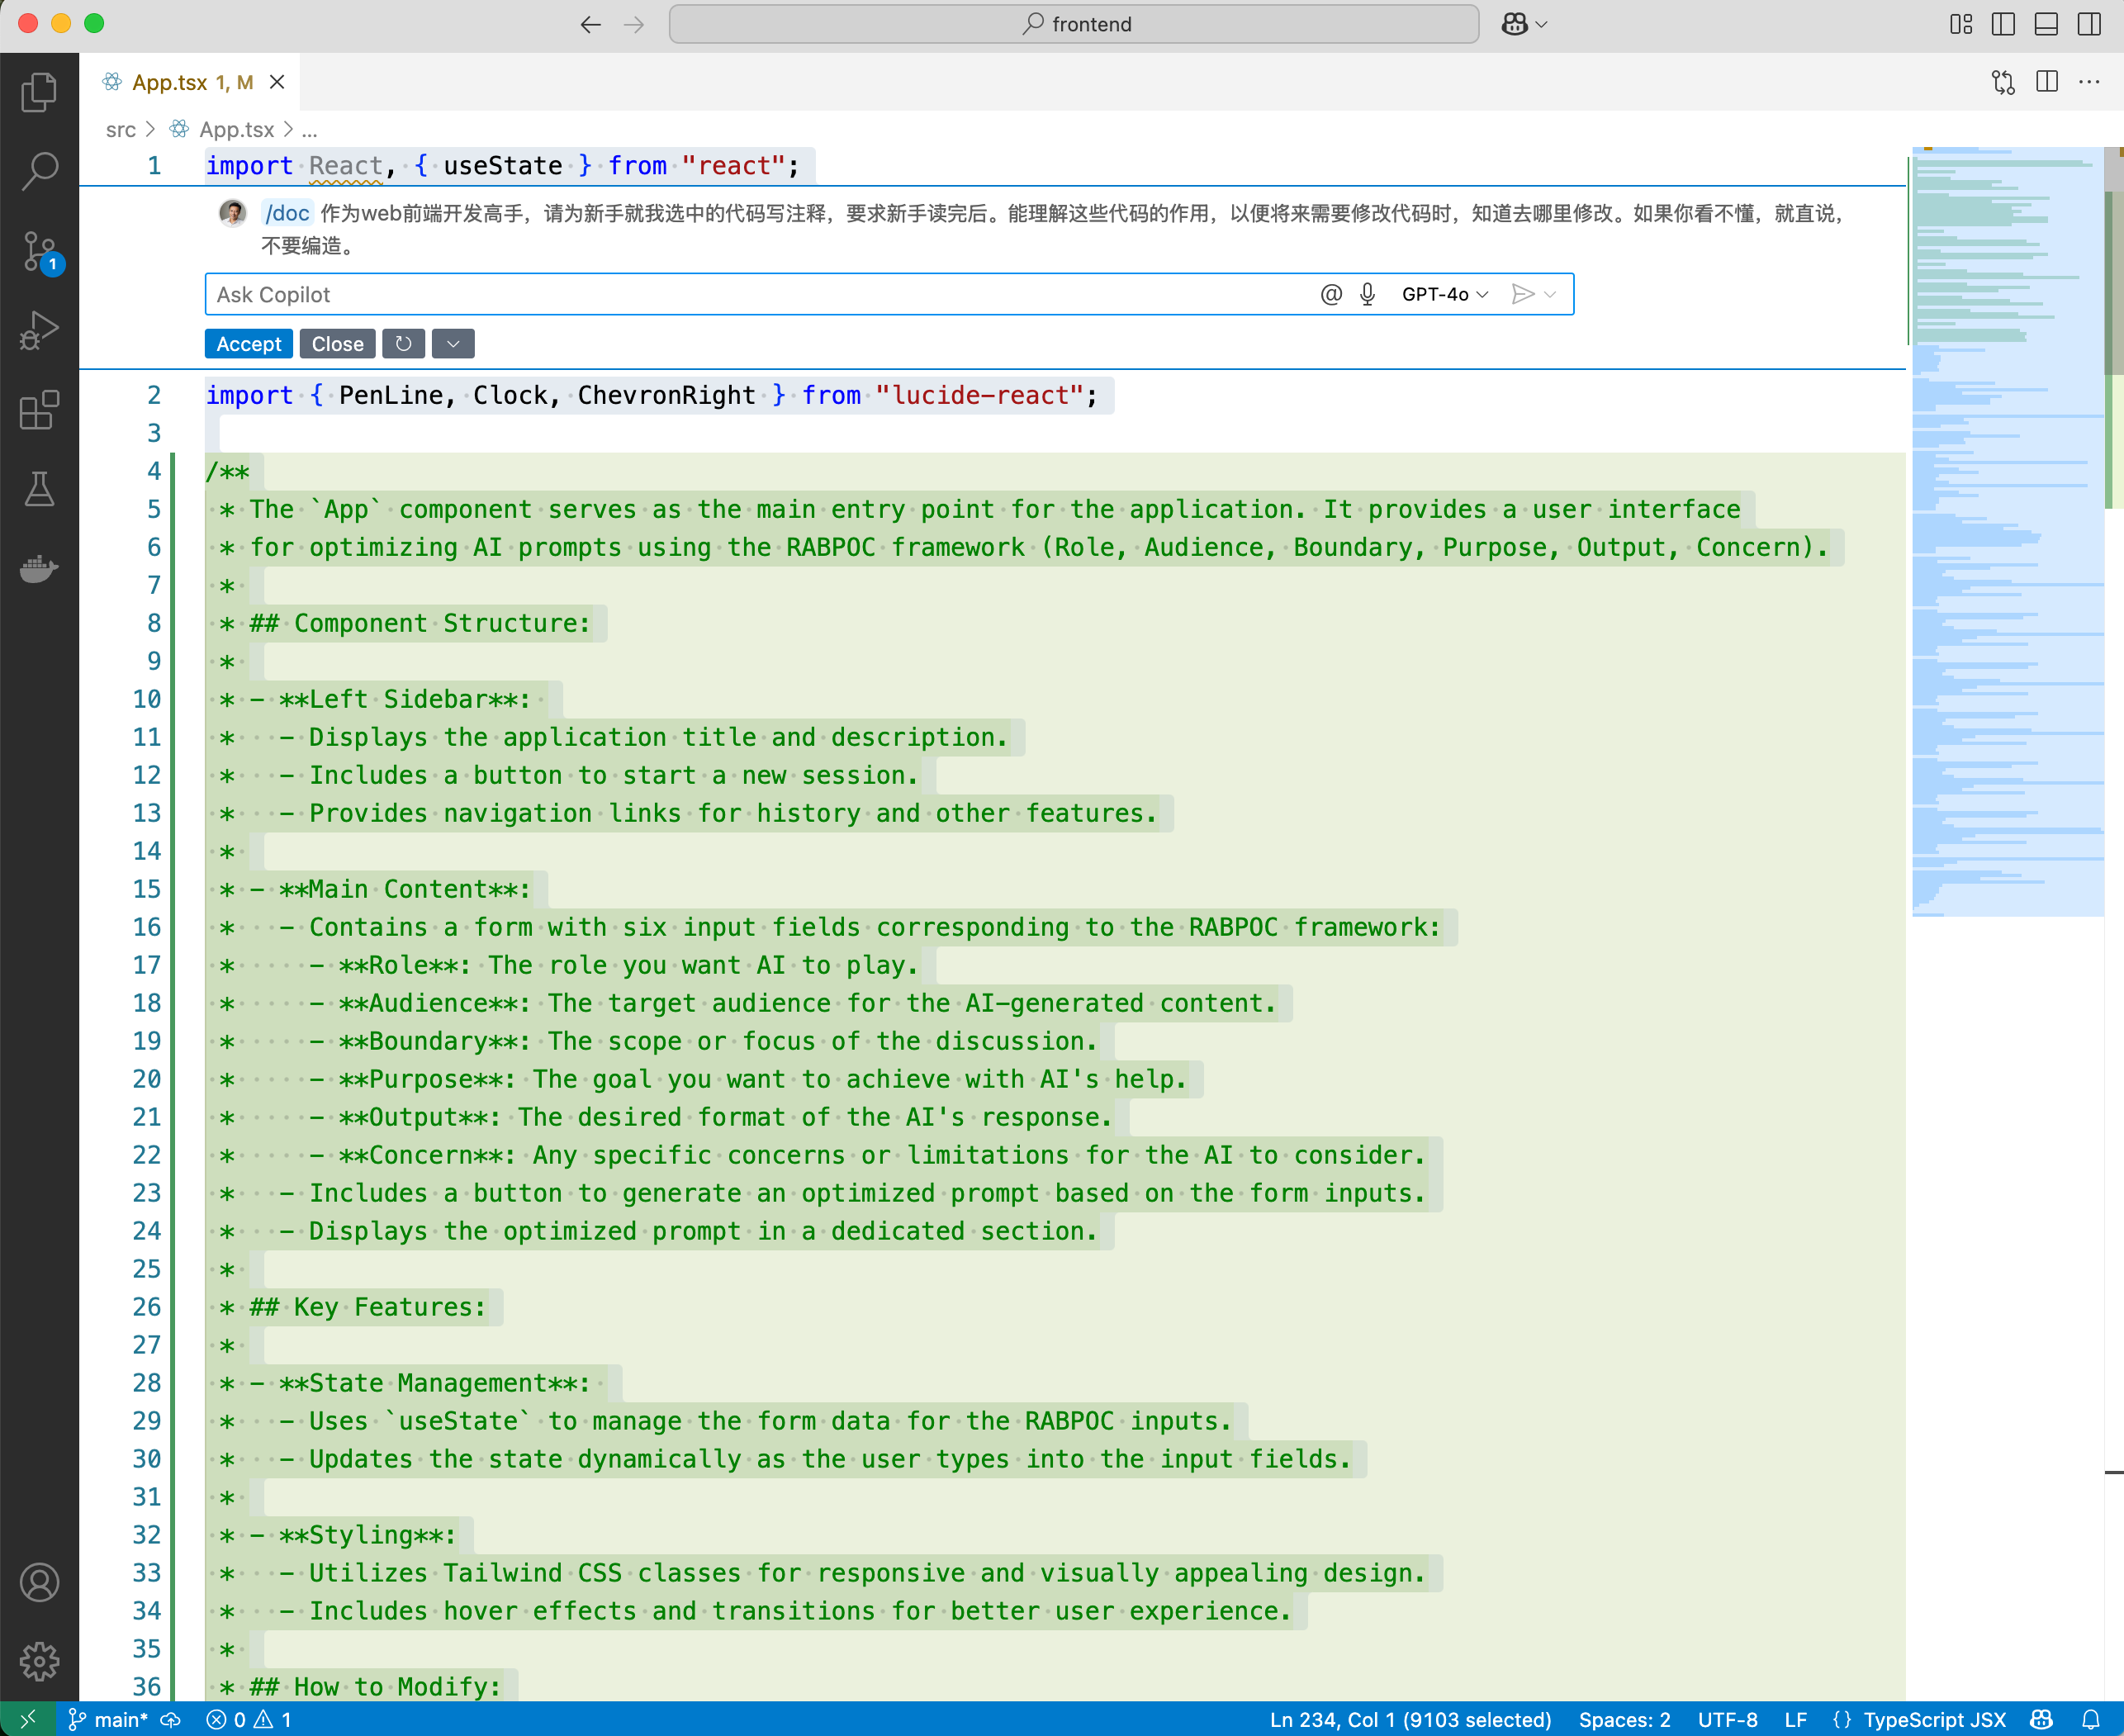 frontend
App.tsx 1, M
src > App.tsx > ...
1 import React, { useState } from "react";
/doc 作为web前端开发高手，请为新手就我选中的代码写注释，要求新手读完后。能理解这些代码的作用，以便将来需要修改代码时，知道去哪里修改。如果你看不懂，就直说，
不要编造。
Ask Copilot @ GPT-4o
Accept Close
2 import { PenLine, Clock, ChevronRight } from "lucide-react";
3
4 /**
5 * The `App` component serves as the main entry point for the application. It provides a user interface
6 * for optimizing AI prompts using the RABPOC framework (Role, Audience, Boundary, Purpose, Output, Concern).
7 *
8 * ## Component Structure:
9 *
10 * - **Left Sidebar**:
11 *   - Displays the application title and description.
12 *   - Includes a button to start a new session.
13 *   - Provides navigation links for history and other features.
14 *
15 * - **Main Content**:
16 *   - Contains a form with six input fields corresponding to the RABPOC framework:
17 *     - **Role**: The role you want AI to play.
18 *     - **Audience**: The target audience for the AI-generated content.
19 *     - **Boundary**: The scope or focus of the discussion.
20 *     - **Purpose**: The goal you want to achieve with AI's help.
21 *     - **Output**: The desired format of the AI's response.
22 *     - **Concern**: Any specific concerns or limitations for the AI to consider.
23 *   - Includes a button to generate an optimized prompt based on the form inputs.
24 *   - Displays the optimized prompt in a dedicated section.
25 *
26 * ## Key Features:
27 *
28 * - **State Management**:
29 *   - Uses `useState` to manage the form data for the RABPOC inputs.
30 *   - Updates the state dynamically as the user types into the input fields.
31 *
32 * - **Styling**:
33 *   - Utilizes Tailwind CSS classes for responsive and visually appealing design.
34 *   - Includes hover effects and transitions for better user experience.
35 *
36 * ## How to Modify:
1
main* 0 1 Ln 234, Col 1 (9103 selected) Spaces: 2 UTF-8 LF {} TypeScript JSX